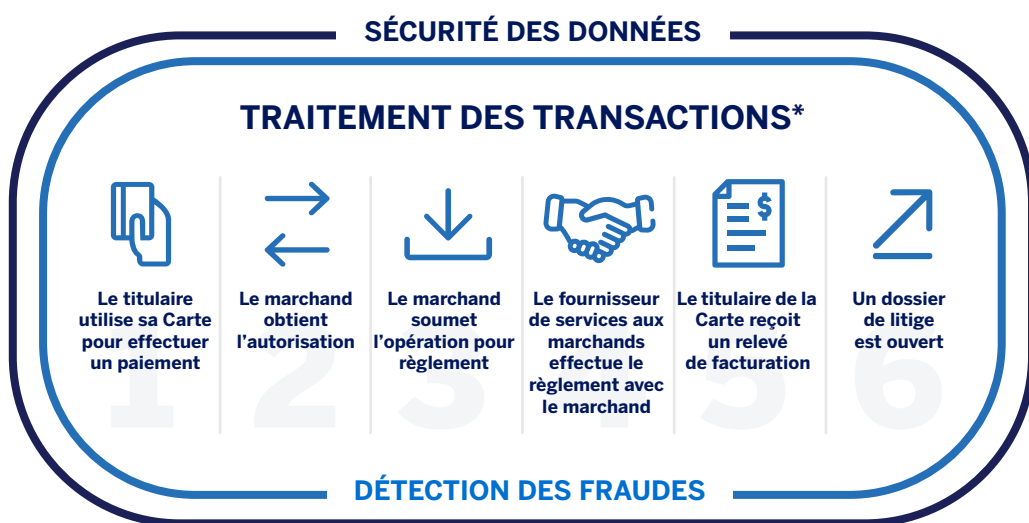 SÉCURITÉ DES DONNÉES
TRAITEMENT DES TRANSACTIONS*
$
Le titulaire
utilise sa Carte
pour effectuer
un paiement
1
Le marchand
obtient
l'autorisation
2
Le marchand
soumet
l'opération pour
règlement
3
Le fournisseur
de services aux
marchands
effectue le
règlement avec
le marchand
4
Le titulaire de la
Carte reçoit
un relevé
de facturation
5
Un dossier
de litige
est ouvert
6
DÉTECTION DES FRAUDES